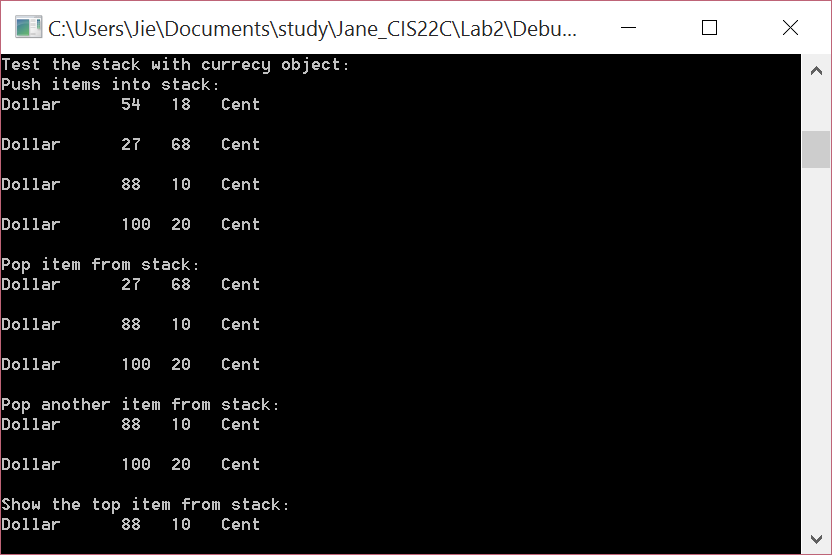 C:\Users\Jie\Documents\study\Jane_CIS22C\Lab2\Debu...
Test the stack with currecy object:
Push items into stack:
Dollar 54 18 Cent
Dollar 27 68 Cent
Dollar 88 10 Cent
Dollar 100 20 Cent
Pop item from stack:
Dollar 27 68 Cent
Dollar 88 10 Cent
Dollar 100 20 Cent
Pop another item from stack:
Dollar 88 10 Cent
Dollar 100 20 Cent
Show the top item from stack:
Dollar 88 10 Cent